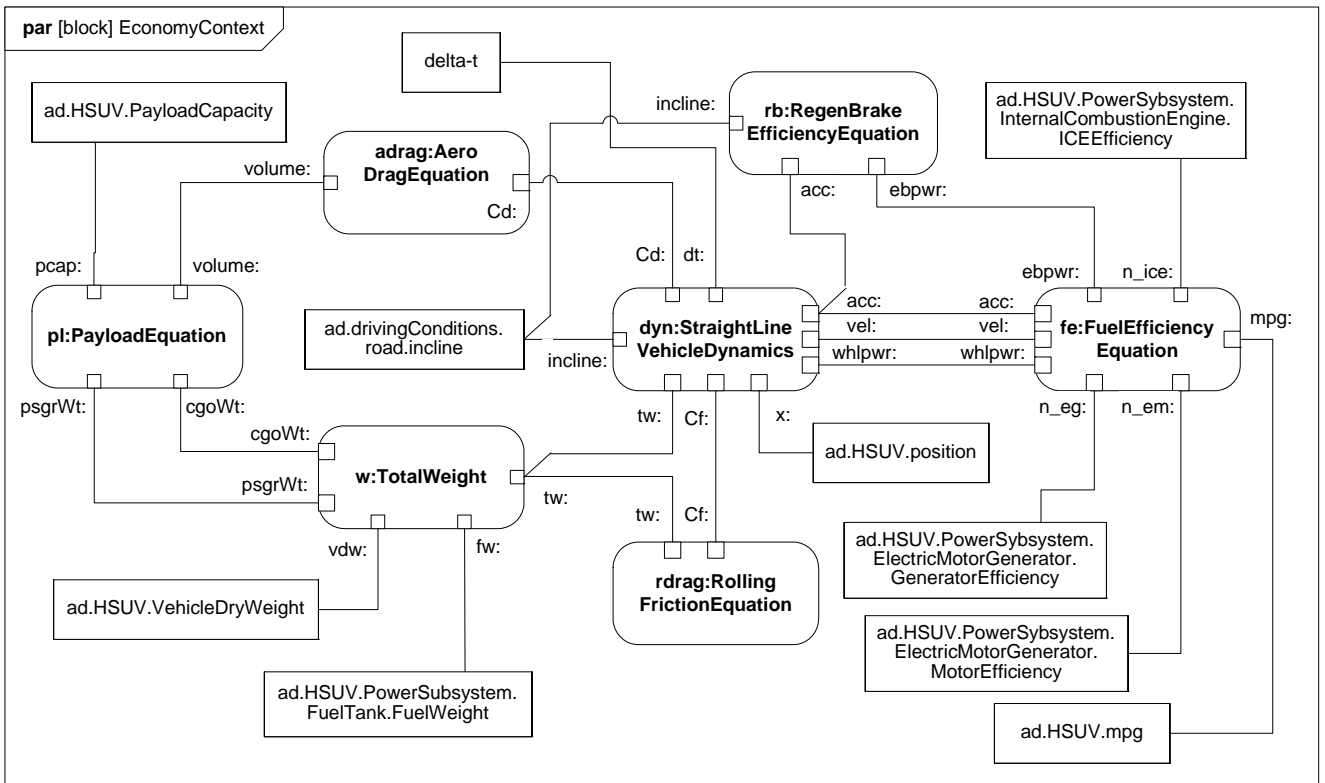 par [block] EconomyContext
delta-t
ad.HSUV.PayloadCapacity
incline:
rb:RegenBrake
EfficiencyEquation
ad.HSUV.PowerSybsystem.
InternalCombustionEngine.
ICEEfficiency
adrag:Aero
DragEquation
volume:
Cd:
acc:
ebpwr:
pcap:
volume:
Cd:
dt:
ebpwr:
n_ice:
pl:PayloadEquation
ad.drivingConditions.
road.incline
incline:
dyn:StraightLine
VehicleDynamics
acc:
vel:
whlpwr:
acc:
vel:
whlpwr:
fe:FuelEfficiency
Equation
mpg:
psgrWt:
cgoWt:
tw:
Cf:
x:
n_eg:
n_em:
cgoWt:
psgrWt:
w:TotalWeight
tw:
ad.HSUV.position
vdw:
fw:
tw:
Cf:
rdrag:Rolling
FrictionEquation
ad.HSUV.PowerSybsystem.
ElectricMotorGenerator.
GeneratorEfficiency
ad.HSUV.VehicleDryWeight
ad.HSUV.PowerSybsystem.
ElectricMotorGenerator.
MotorEfficiency
ad.HSUV.PowerSubsystem.
FuelTank.FuelWeight
ad.HSUV.mpg